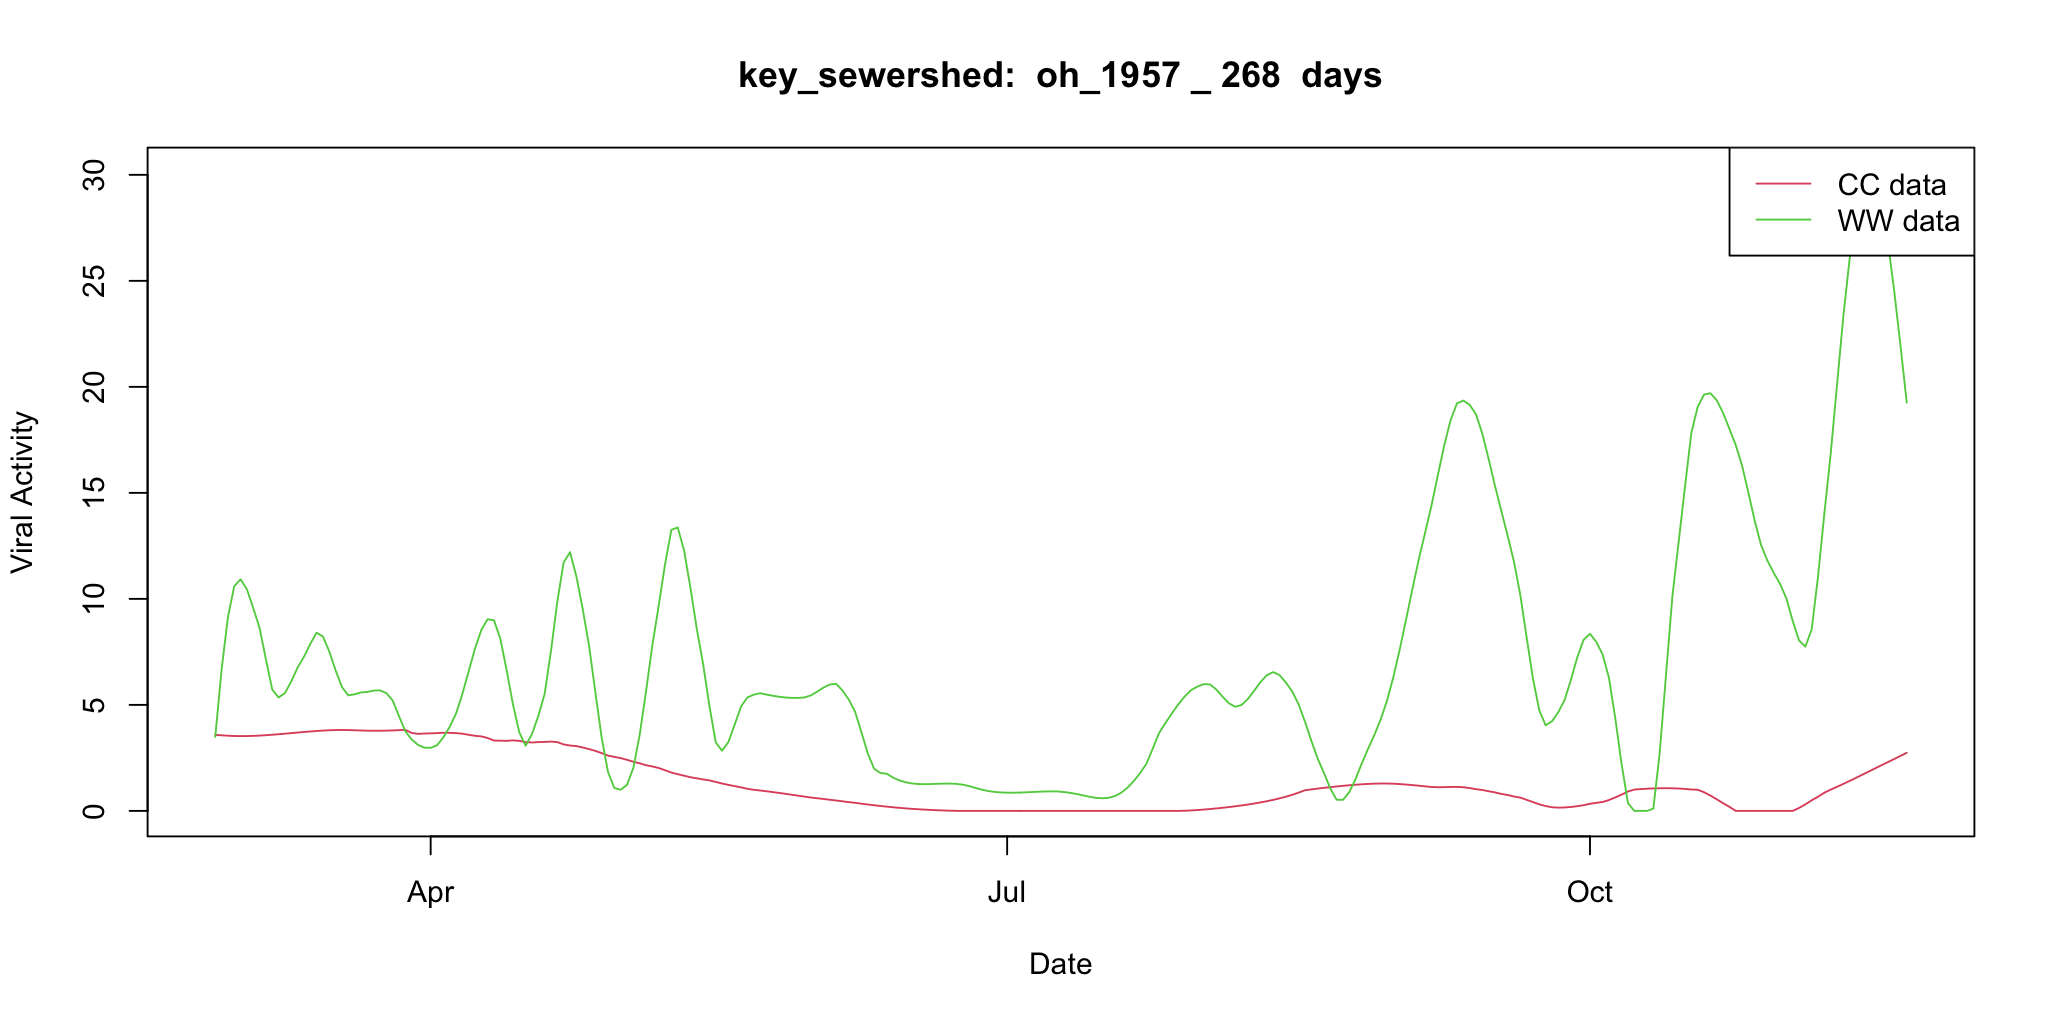 key_sewershed:  oh_1957 _ 268  days
CC data
WW data
Viral Activity
30
25
20
15
10
5
0
Apr
Jul
Oct
Date